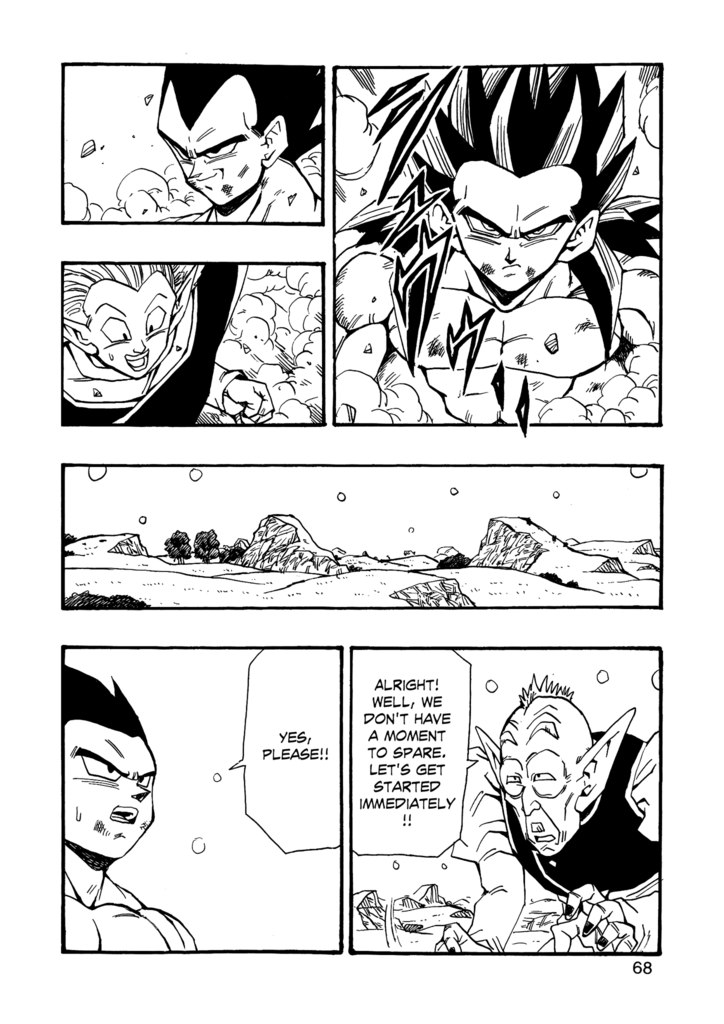 ALRIGHT!
WELL, WE
DON'T HAVE
A MOMENT
TO SPARE.
LET'S GET
STARTED
IMMEDIATELY
!!
YES,
PLEASE!!
68